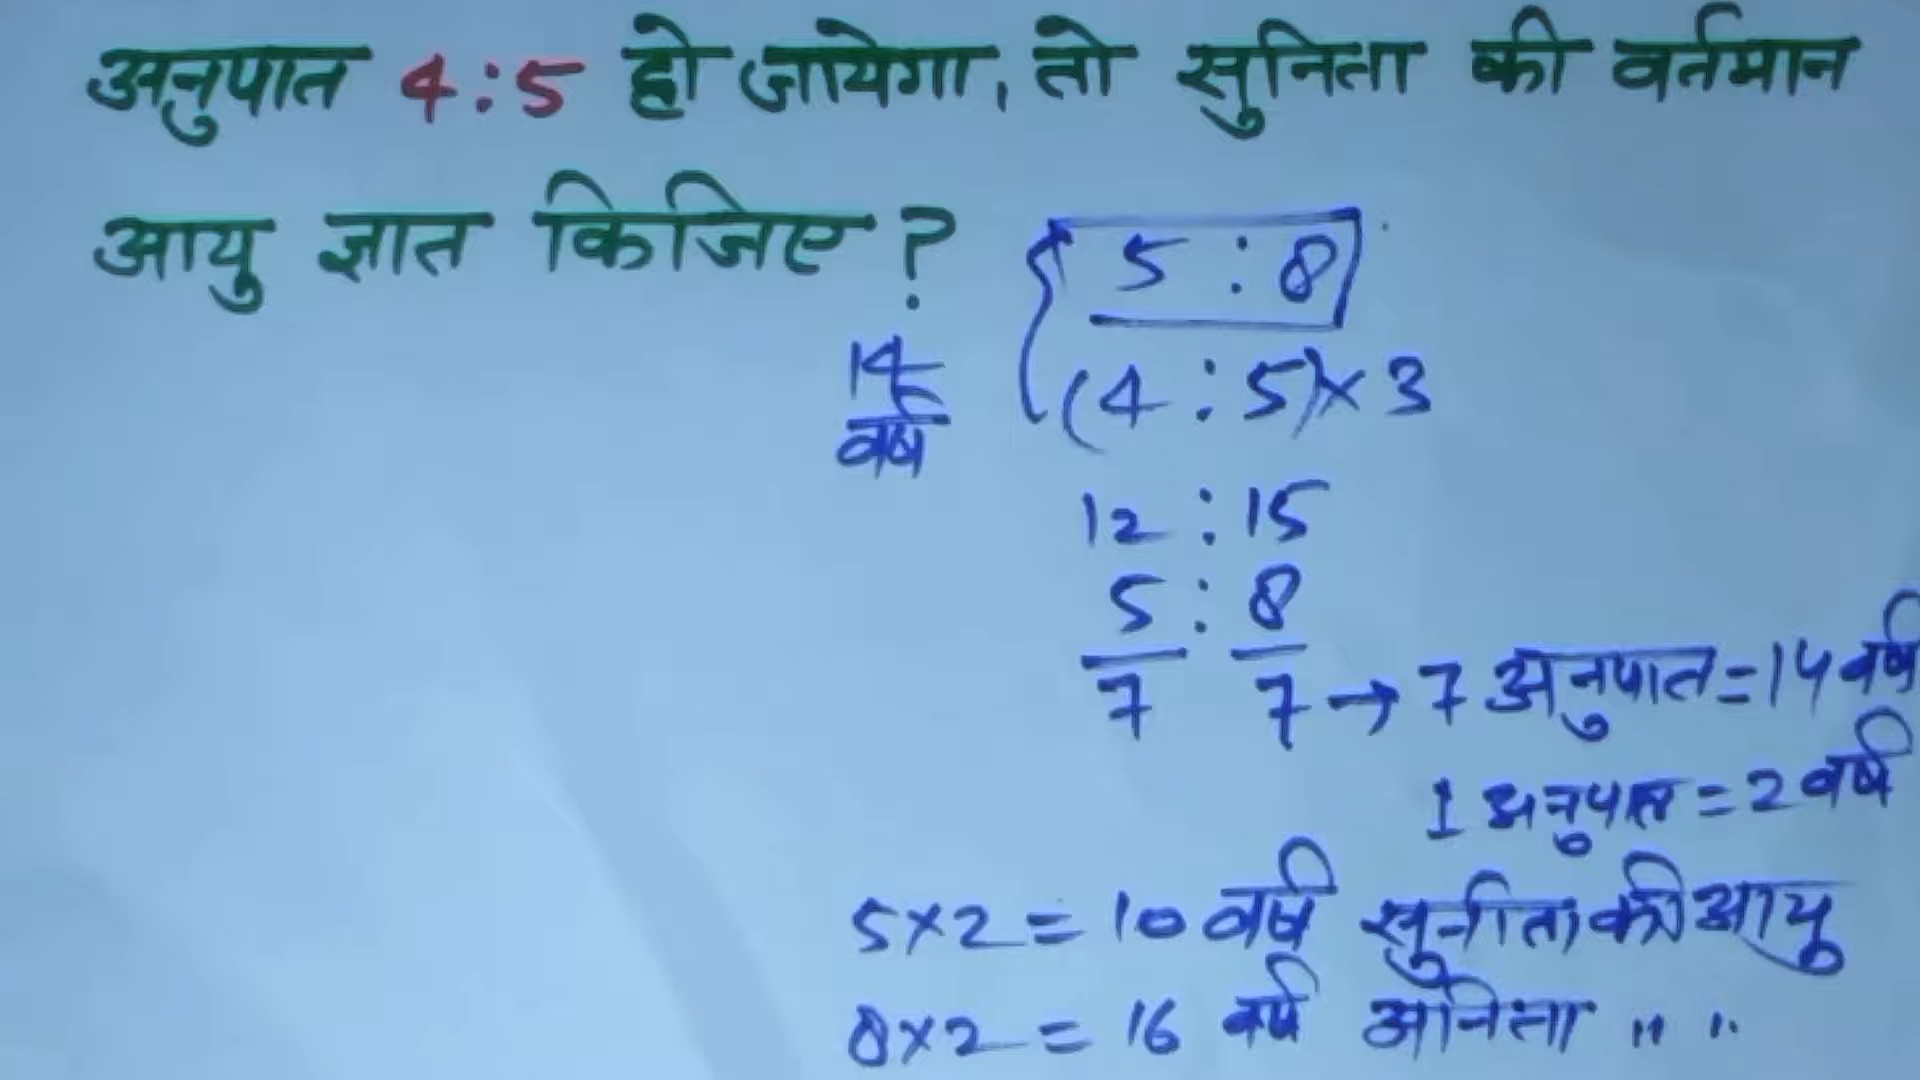 अनुपात 4:5 हो जायेगा, तो सुनिता की वर्तमान
आयु ज्ञात किजिए?
5 : 8
14
वर्ष
(4 : 5)× 3
12 : 15
5 : 8
7 7 → 7 अनुपात = 14 वर्ष
1 अनुपात = 2 वर्ष
5×2 = 10 वर्ष सुनीता की आयु
8×2 = 16 वर्ष अनिता " "